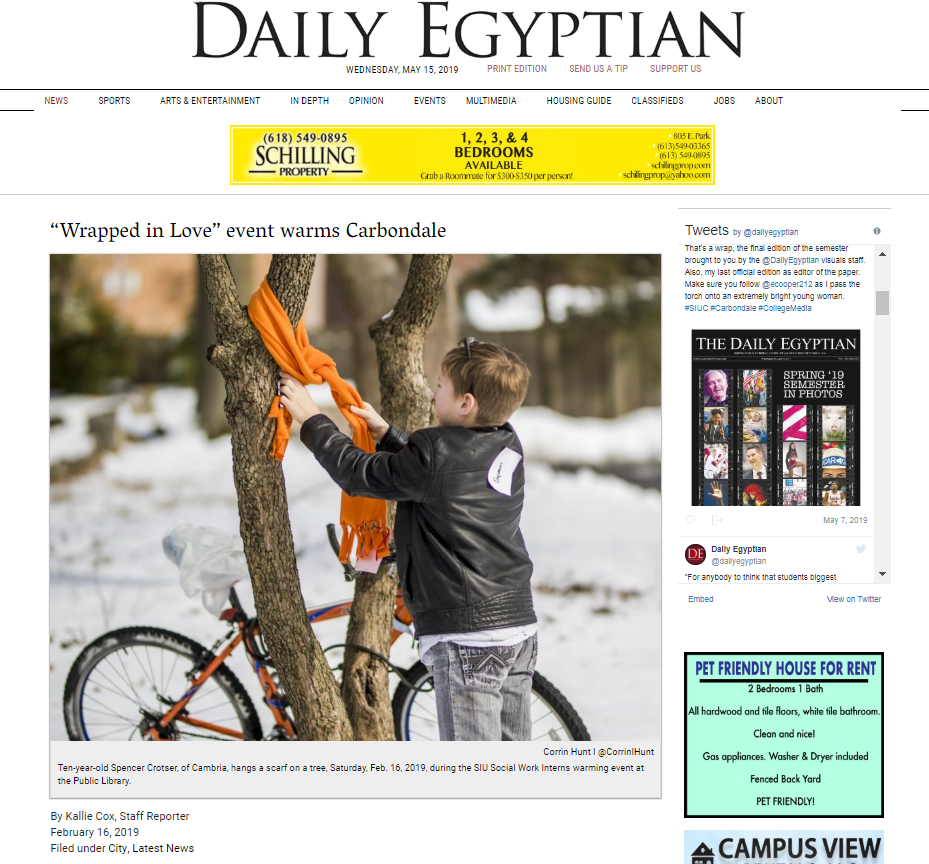 DAILY EGYPTIAN
WEDNESDAY, MAY 15, 2019 PRINT EDITION SEND US A TIP SUPPORT US
NEWS SPORTS ARTS & ENTERTAINMENT IN DEPTH OPINION EVENTS MULTIMEDIA HOUSING GUIDE CLASSIFIEDS JOBS ABOUT
(618) 549-0895
SCHILLING
PROPERTY
1, 2, 3, & 4
BEDROOMS
AVAILABLE
Grab a Roommate for $300-$350 per person!
805 E. Park
(613)549-03365
(613) 549-0895
schillingprop.com
schillingprop@yahoo.com
“Wrapped in Love” event warms Carbondale
Corrin Hunt I @CorrinIHunt
Ten-year-old Spencer Crotser, of Cambria, hangs a scarf on a tree, Saturday, Feb. 16, 2019, during the SIU Social Work Interns warming event at
the Public Library.
By Kallie Cox, Staff Reporter
February 16, 2019
Filed under City, Latest News
Tweets by @dailyegyptian
That's a wrap, the final edition of the semester
brought to you by the @DailyEgyptian visuals staff.
Also, my last official edition as editor of the paper.
Make sure you follow @ecooper212 as I pass the
torch onto an extremely bright young woman.
#SIUC #Carbondale #CollegeMedia
THE DAILY EGYPTIAN
SPRING '19
SEMESTER
IN PHOTOS
May 7, 2019
DE
Daily Egyptian
@dailyegyptian
"For anybody to think that students biggest
Embed View on Twitter
PET FRIENDLY HOUSE FOR RENT
2 Bedrooms 1 Bath
All hardwood and tile floors, white tile bathroom.
Clean and nice!
Gas appliances. Washer & Dryer included
Fenced Back Yard
PET FRIENDLY!
CAMPUS VIEW